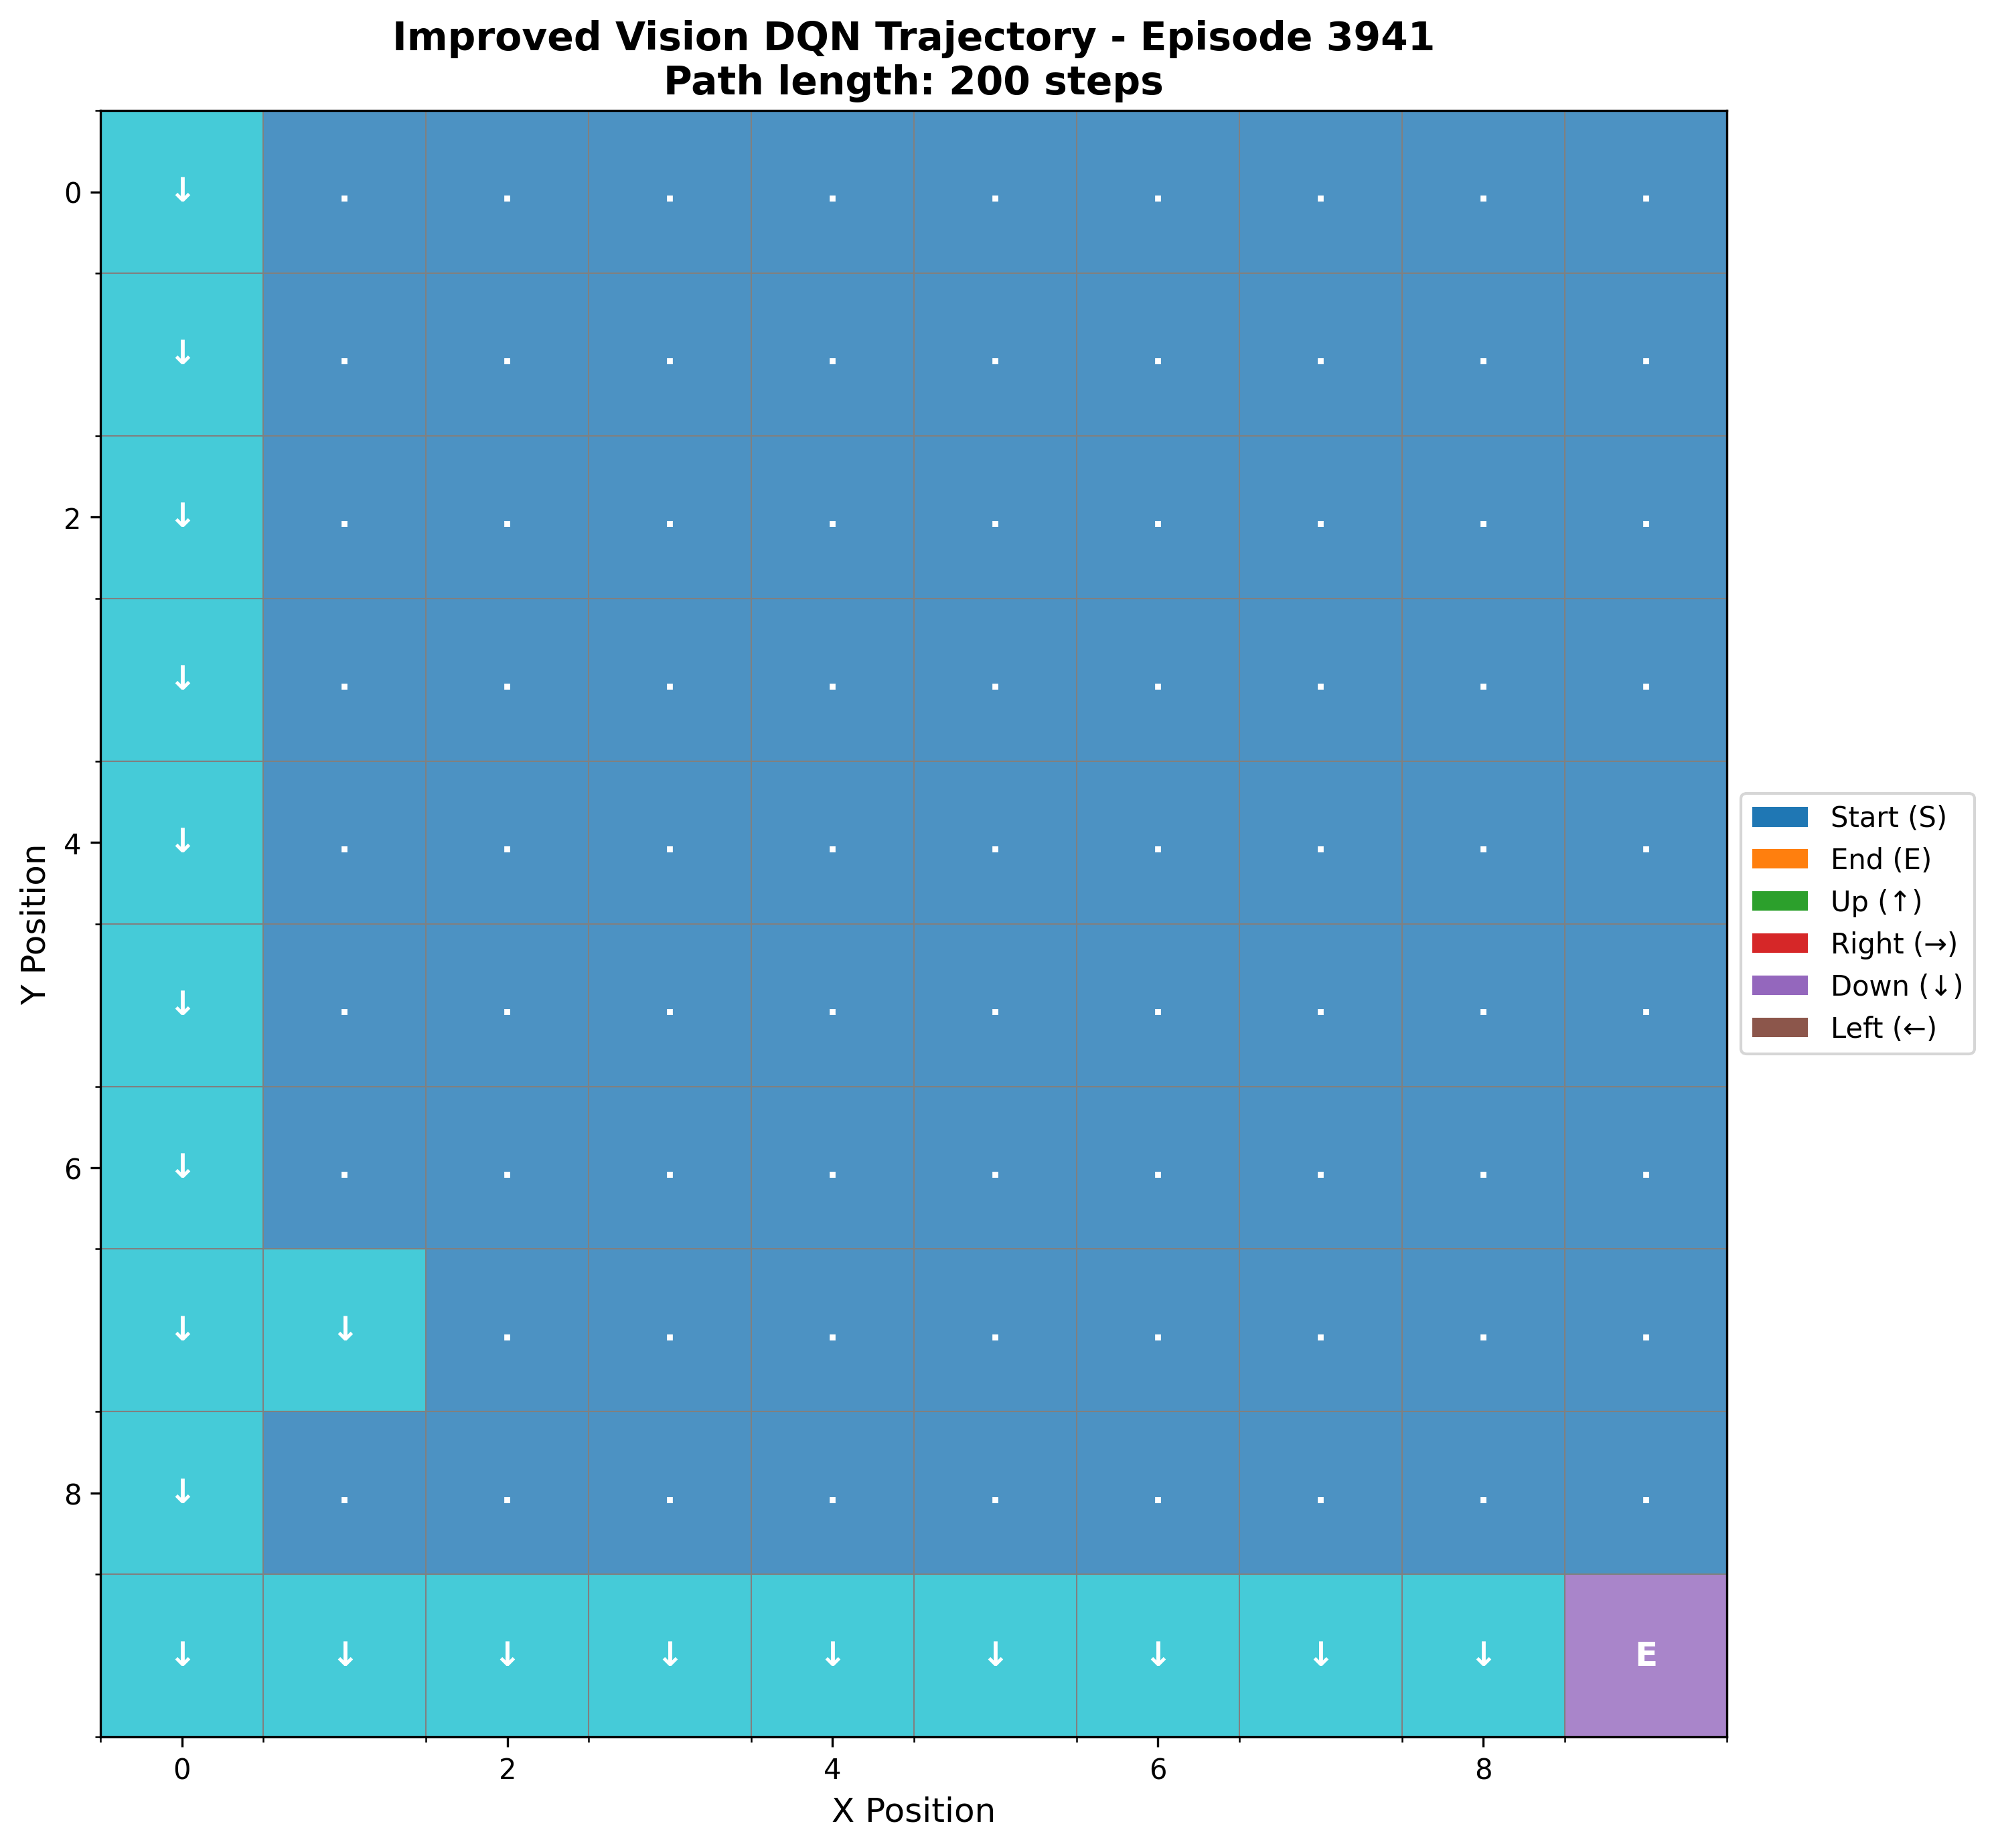 Improved Vision DQN Trajectory - Episode 3941
Path length: 200 steps
0 ↓ . . . . . . . . .
↓ . . . . . . . . .
2 ↓ . . . . . . . . .
↓ . . . . . . . . .
4 ↓ . . . . . . . . .
↓ . . . . . . . . .
6 ↓ . . . . . . . . .
↓ ↓ . . . . . . . .
8 ↓ . . . . . . . . .
↓ ↓ ↓ ↓ ↓ ↓ ↓ ↓ ↓ E
0 2 4 6 8
X Position
Y Position
Start (S)
End (E)
Up (↑)
Right (→)
Down (↓)
Left (←)